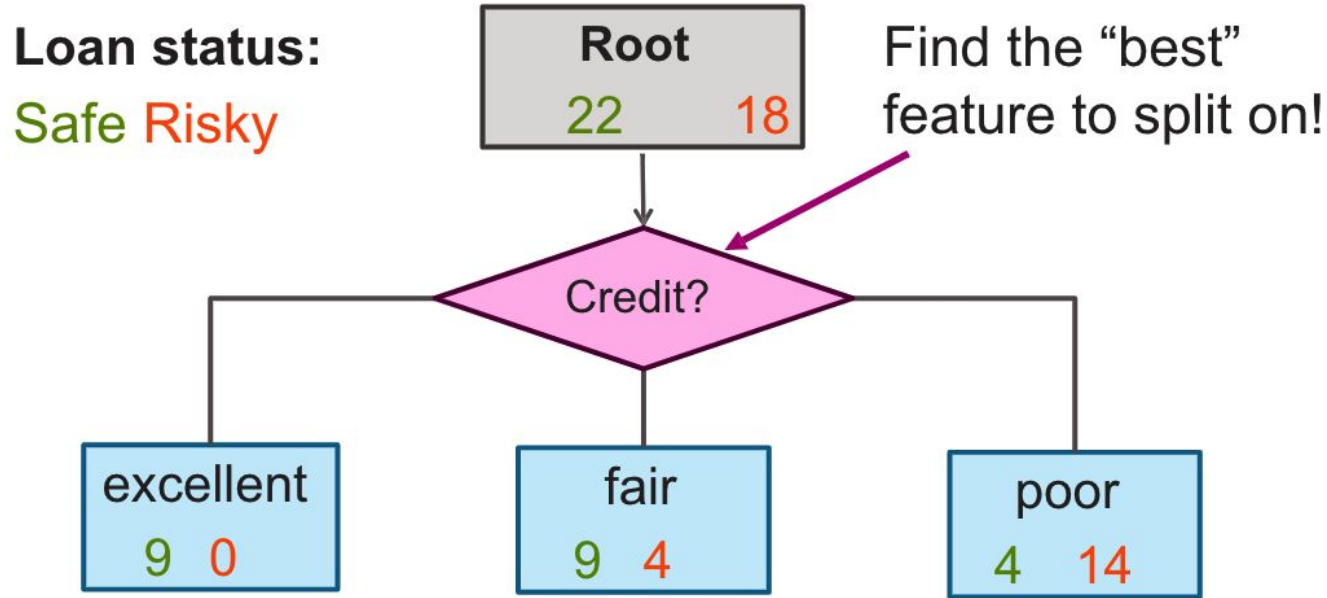 Loan status:
Safe Risky
Root
22 18
Find the “best”
feature to split on!
Credit?
excellent
9 0
fair
9 4
poor
4 14